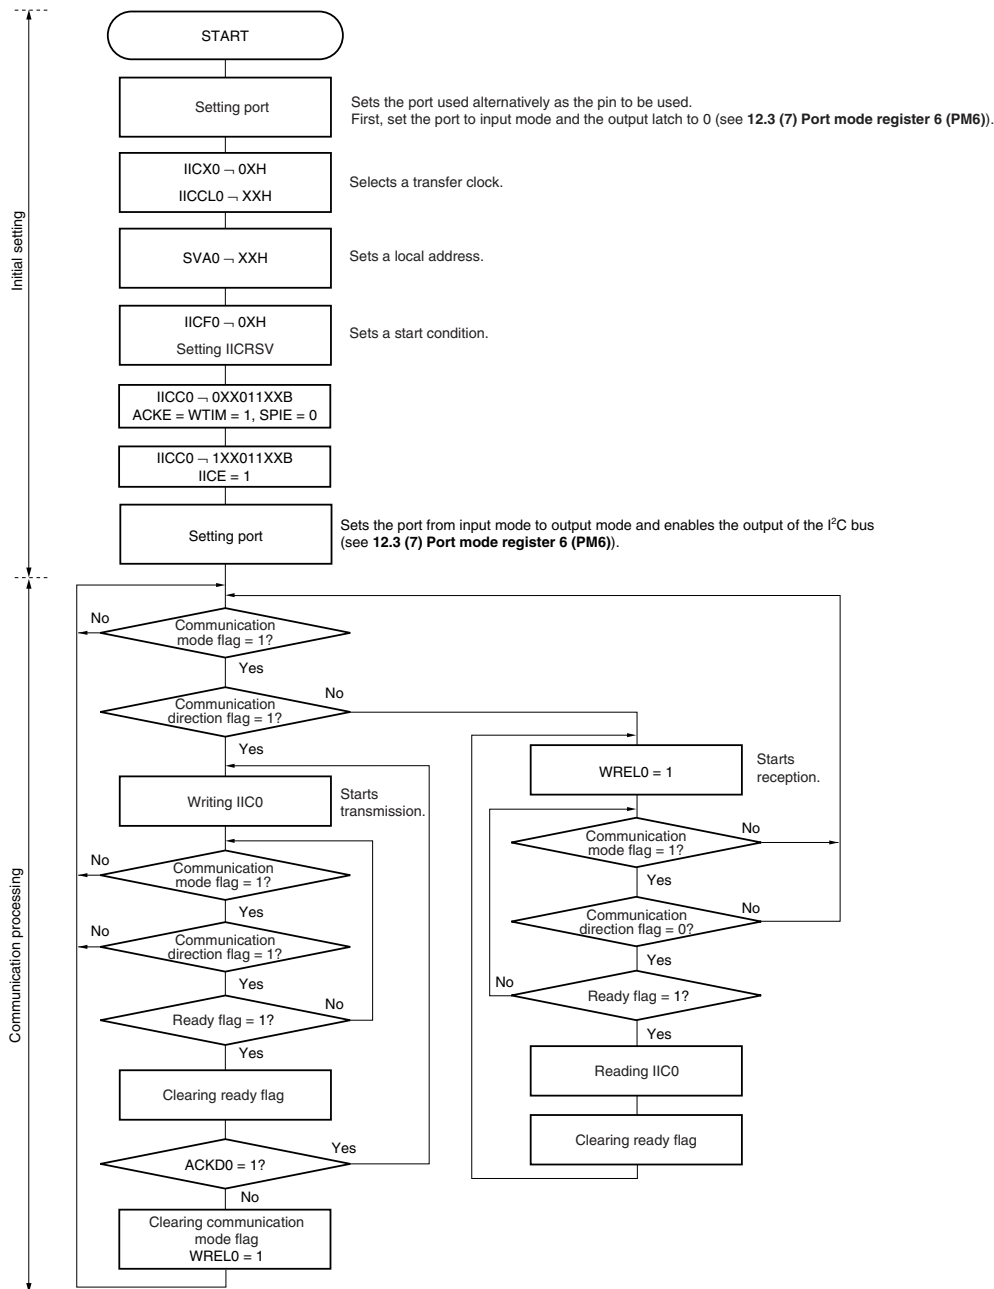 START
Setting port
Sets the port used alternatively as the pin to be used.
First, set the port to input mode and the output latch to 0 (see 12.3 (7) Port mode register 6 (PM6)).
IICX0 ¬ 0XH
IICCL0 ¬ XXH
Selects a transfer clock.
SVA0 ¬ XXH
Sets a local address.
IICF0 ¬ 0XH
Setting IICRSV
Sets a start condition.
IICC0 ¬ 0XX011XXB
ACKE = WTIM = 1, SPIE = 0
IICC0 ¬ 1XX011XXB
IICE = 1
Setting port
Sets the port from input mode to output mode and enables the output of the I²C bus
(see 12.3 (7) Port mode register 6 (PM6)).
Initial setting
Communication processing
No
Communication
mode flag = 1?
Yes
No
Communication
direction flag = 1?
Yes
Writing IIC0
Starts
transmission.
No
Communication
mode flag = 1?
Yes
No
Communication
direction flag = 1?
Yes
No
Ready flag = 1?
Yes
Clearing ready flag
Yes
ACKD0 = 1?
No
Clearing communication
mode flag
WREL0 = 1
WREL0 = 1
Starts
reception.
No
Communication
mode flag = 1?
Yes
No
Communication
direction flag = 0?
Yes
No
Ready flag = 1?
Yes
Reading IIC0
Clearing ready flag